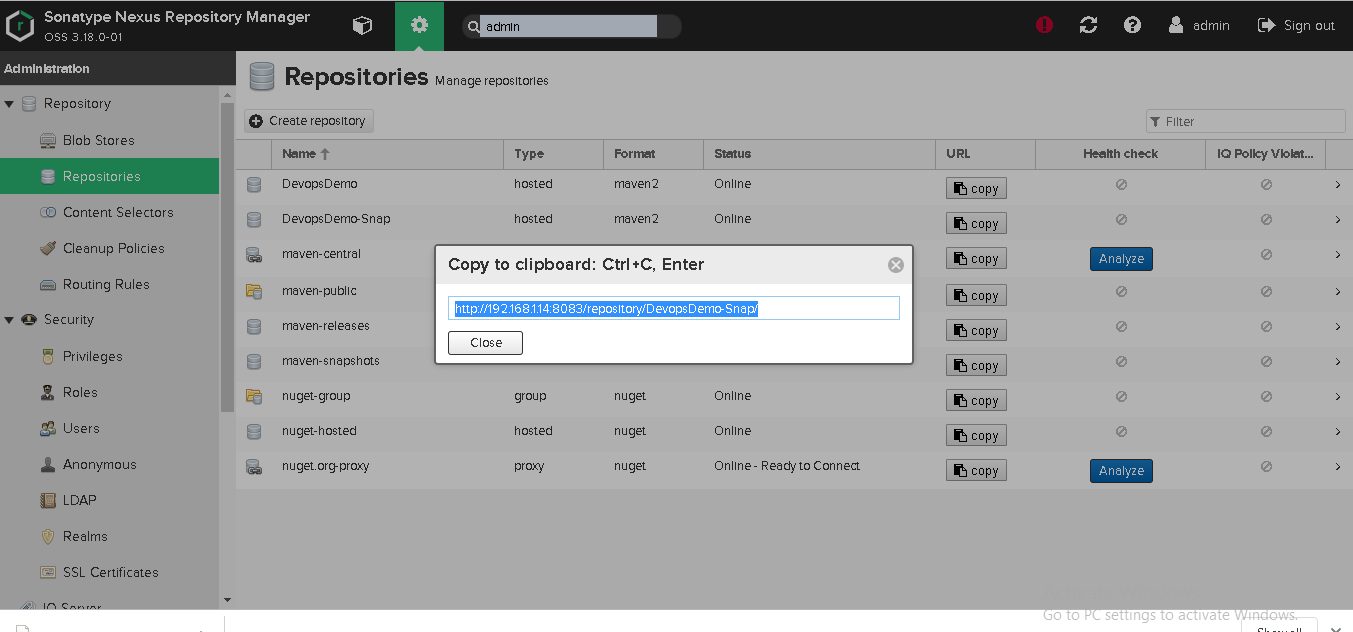 Sonatype Nexus Repository Manager
OSS 3.18.0-01
admin
admin
Sign out
Administration
Repository
Blob Stores
Repositories
Content Selectors
Cleanup Policies
Routing Rules
Security
Privileges
Roles
Users
Anonymous
LDAP
Realms
SSL Certificates
IQ Server
Repositories Manage repositories
Create repository
Filter
Name Type Format Status URL Health check IQ Policy Violat...
DevopsDemo hosted maven2 Online copy
DevopsDemo-Snap hosted maven2 Online copy
maven-central copy Analyze
maven-public copy
maven-releases copy
maven-snapshots copy
nuget-group group nuget Online copy
nuget-hosted hosted nuget Online copy
nuget.org-proxy proxy nuget Online - Ready to Connect copy Analyze
Copy to clipboard: Ctrl+C, Enter
http://192.168.1.14:8083/repository/DevopsDemo-Snap/
Close
Go to PC settings to activate Windows.
Show all